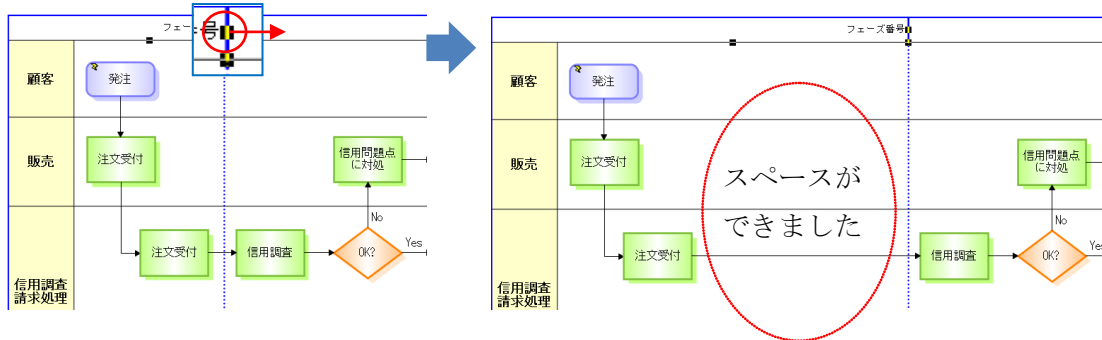 フェーズ番号
顧客
発注
販売
注文受付
信用問題点
に対処
No
注文受付
信用調査
OK?
Yes
信用調査
請求処理
フェーズ番号
顧客
発注
販売
注文受付
スペースが
できました
信用問題点
に対処
No
注文受付
信用調査
OK?
Yes
信用調査
請求処理